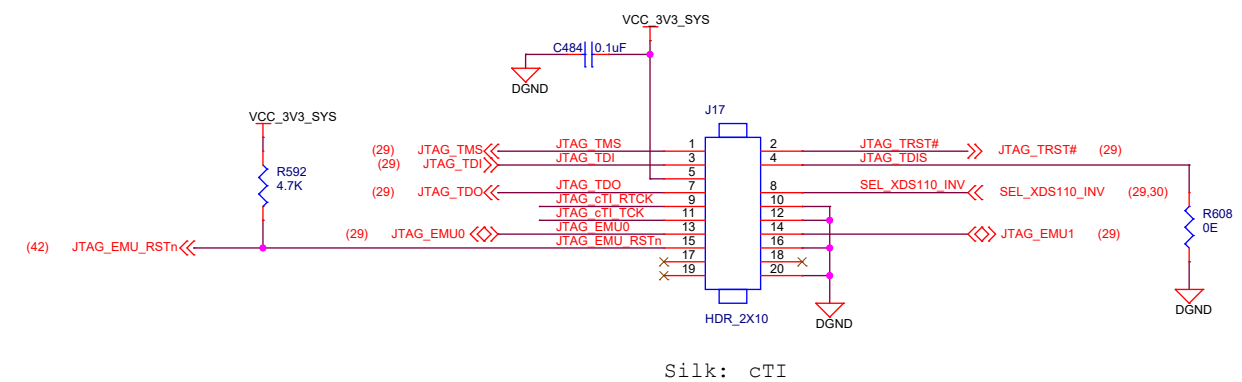 VCC_3V3_SYS
C484 0.1uF
DGND
J17
VCC_3V3_SYS
R592
4.7K
(29) JTAG_TMS JTAG_TMS 1 2 JTAG_TRST# JTAG_TRST# (29)
(29) JTAG_TDI JTAG_TDI 3 4 JTAG_TDIS
5
(29) JTAG_TDO JTAG_TDO 7 8 SEL_XDS110_INV SEL_XDS110_INV (29,30)
JTAG_cTI_RTCK 9 10
JTAG_cTI_TCK 11 12
(29) JTAG_EMU0 JTAG_EMU0 13 14 JTAG_EMU1 (29)
(42) JTAG_EMU_RSTn JTAG_EMU_RSTn 15 16
17 18
19 20
R608
0E
DGND
DGND
HDR_2X10
Silk: cTI